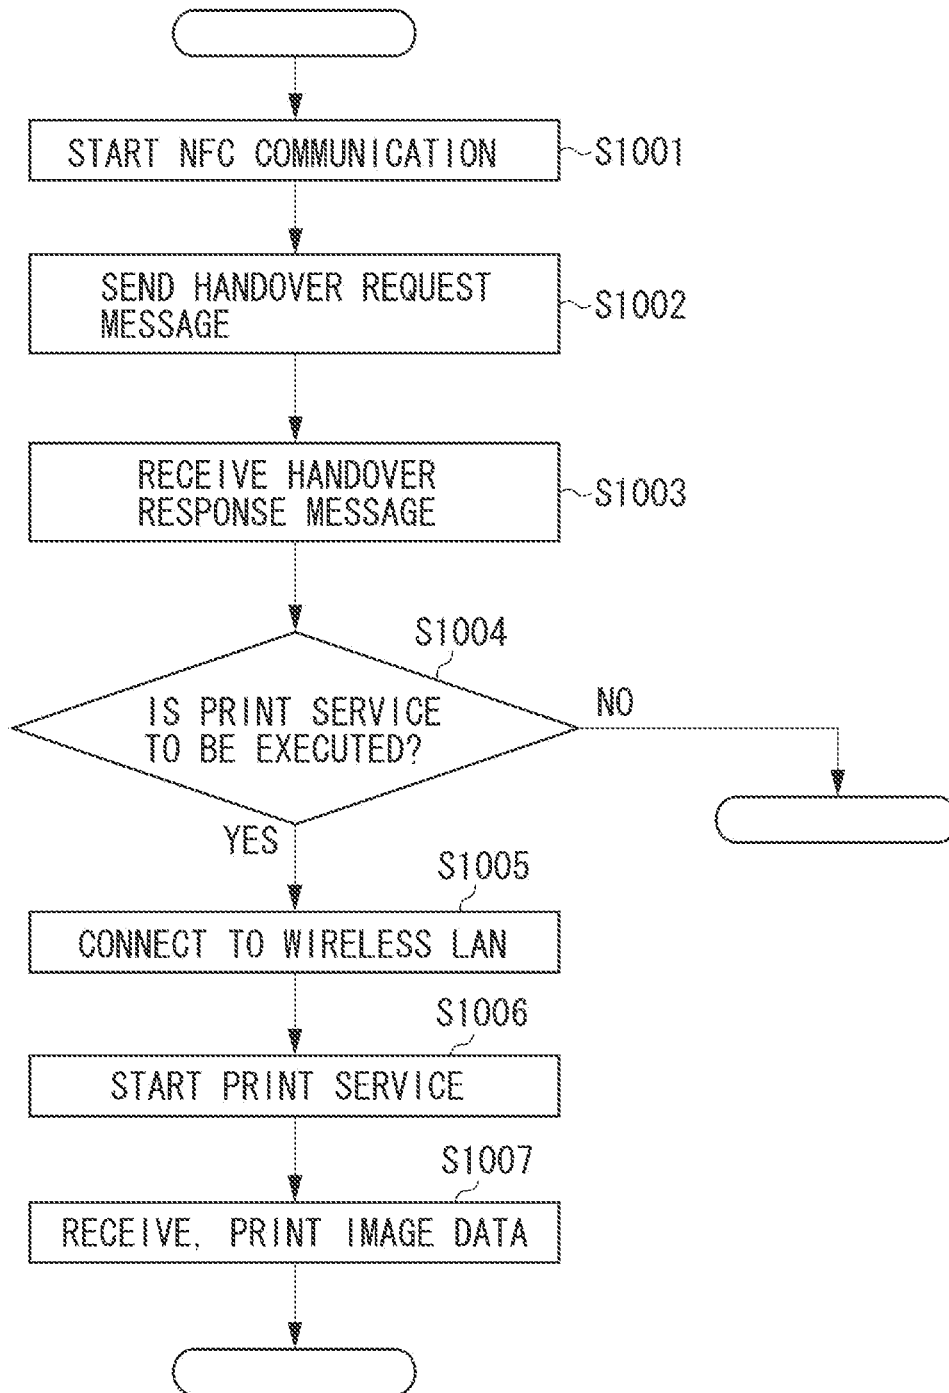 START NFC COMMUNICATION
S1001
SEND HANDOVER REQUEST
MESSAGE
S1002
RECEIVE HANDOVER
RESPONSE MESSAGE
S1003
S1004
IS PRINT SERVICE
TO BE EXECUTED?
NO
YES
S1005
CONNECT TO WIRELESS LAN
S1006
START PRINT SERVICE
S1007
RECEIVE, PRINT IMAGE DATA